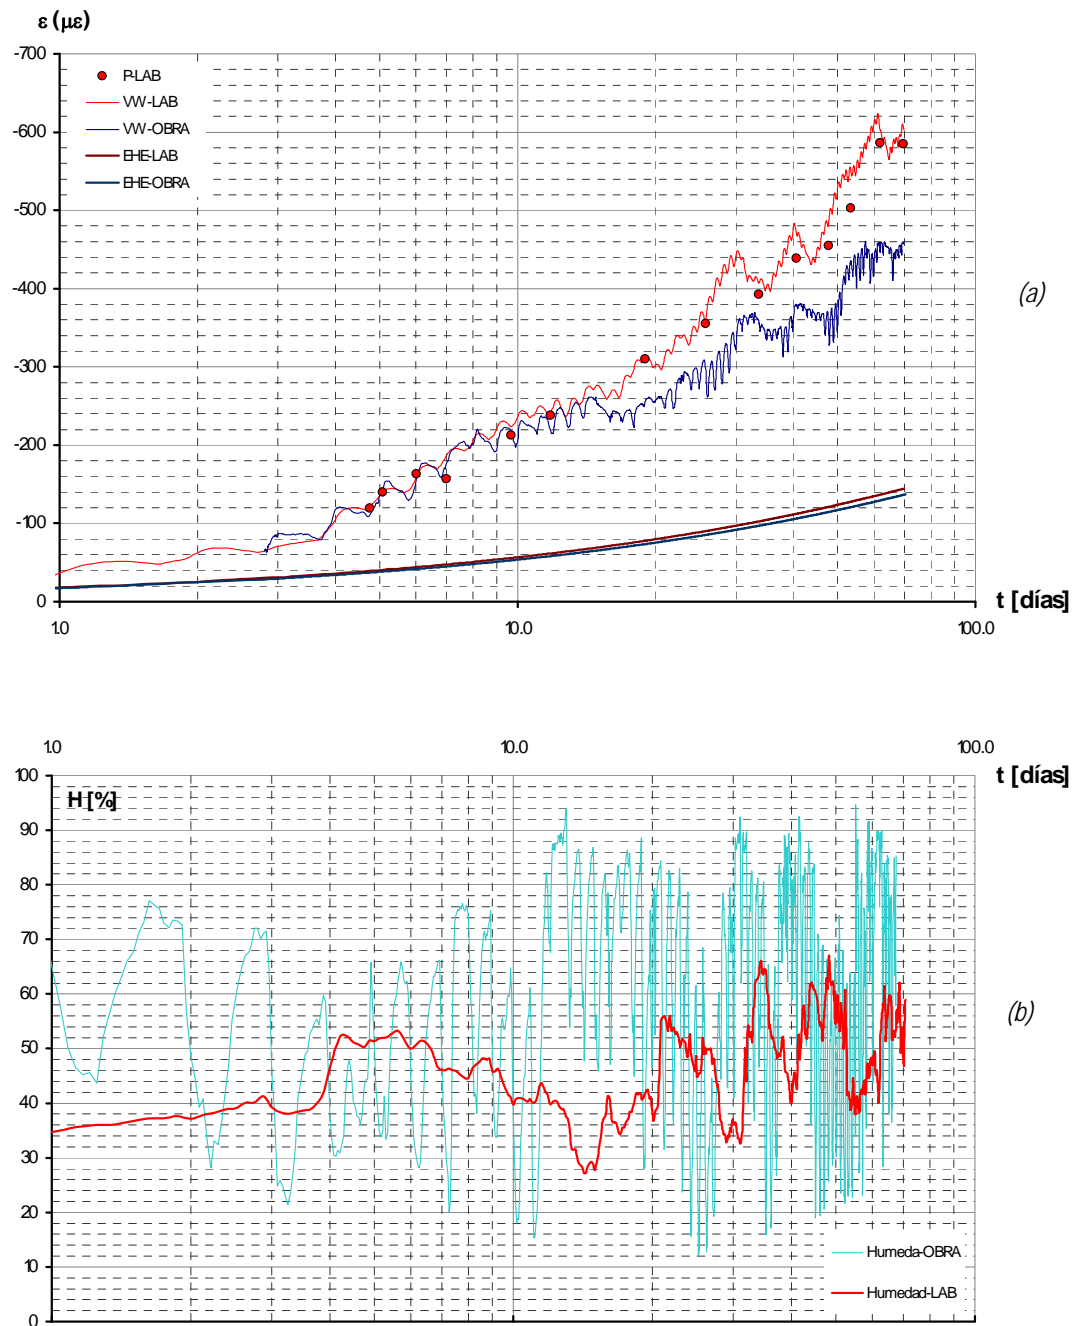 ε (με)
-700
-600
-500
-400
-300
-200
-100
0
P-LAB
VW-LAB
VW-OBRA
EHE-LAB
EHE-OBRA
(a)
t [días]
1.0
10.0
100.0
1.0
10.0
100.0
t [días]
H [%]
100
90
80
70
60
50
40
30
20
10
0
(b)
Humeda-OBRA
Humedad-LAB